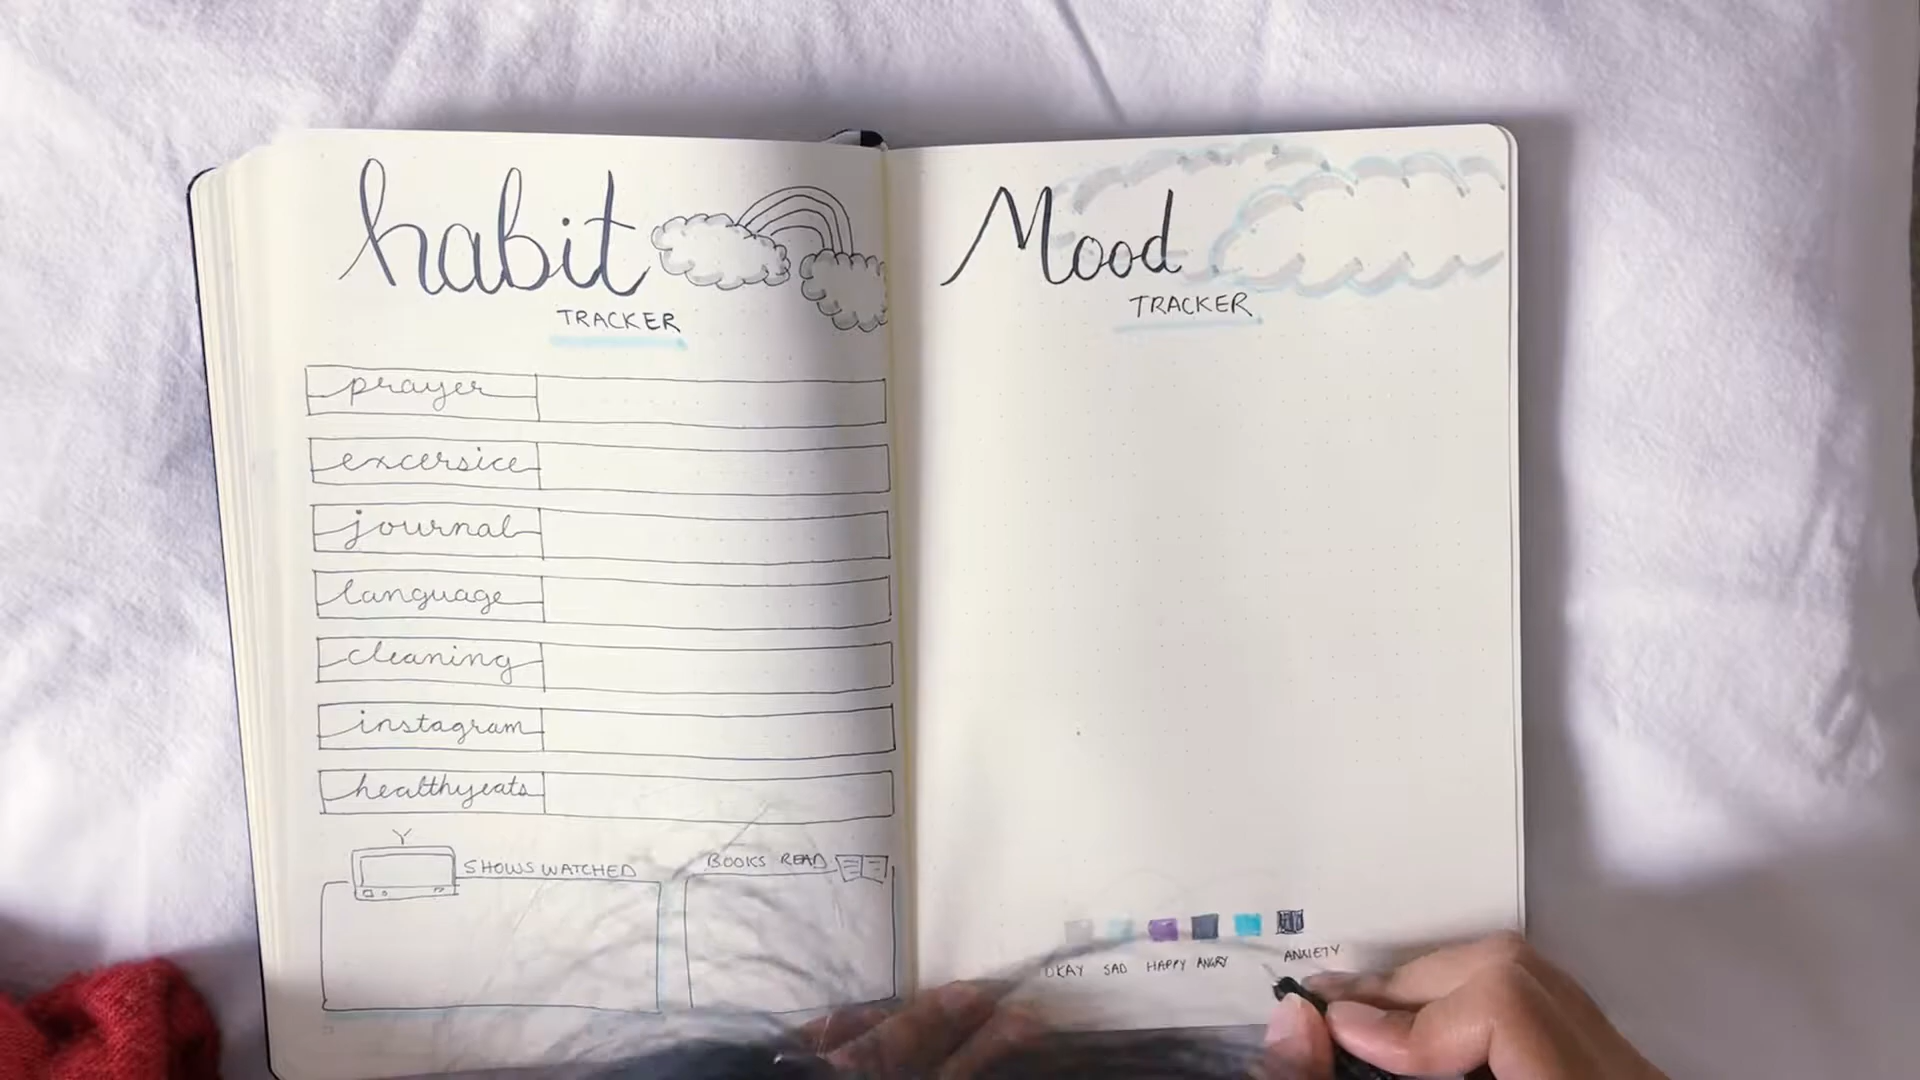 habit
TRACKER
prayer
excersice
journal
language
cleaning
instagram
healthyeats
SHOWS WATCHED
BOOKS READ
Mood
TRACKER
OKAY SAD HAPPY ANGRY ANXIETY